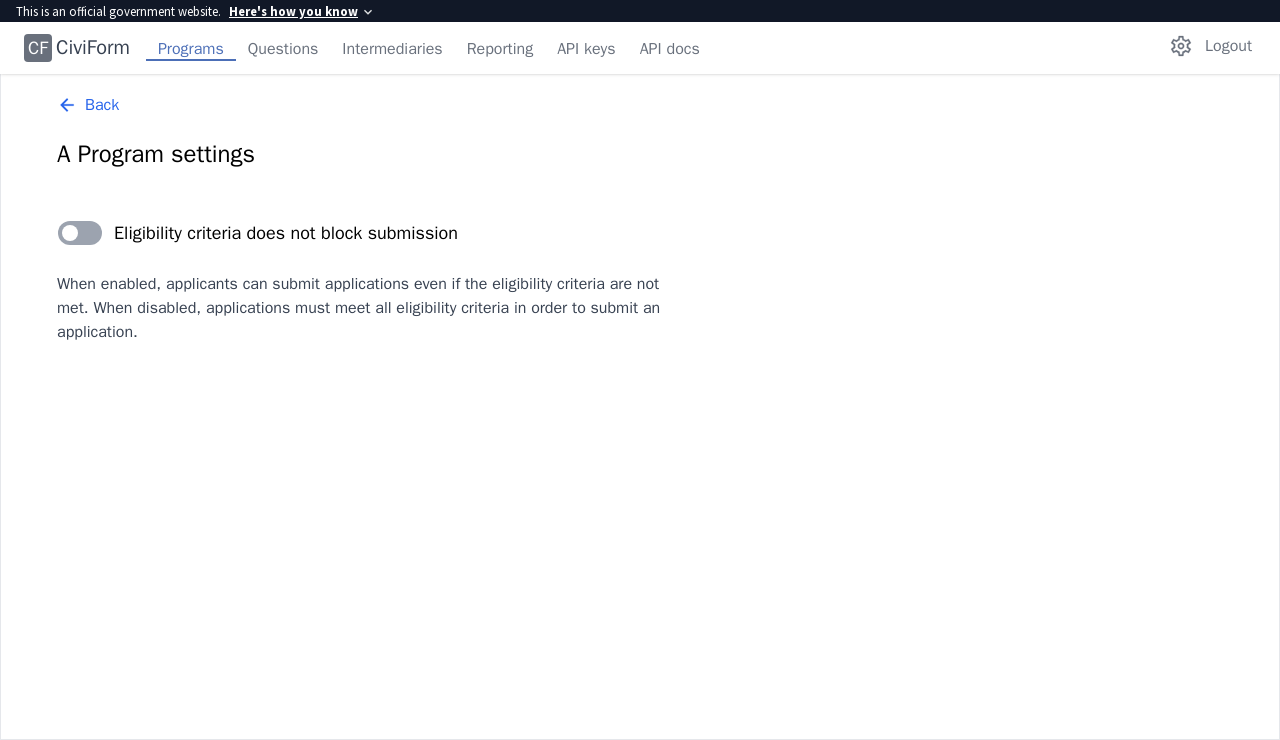 This is an official government website. Here's how you know
CF CiviForm Programs Questions Intermediaries Reporting API keys API docs Logout
Back
A Program settings
Eligibility criteria does not block submission
When enabled, applicants can submit applications even if the eligibility criteria are not
met. When disabled, applications must meet all eligibility criteria in order to submit an
application.